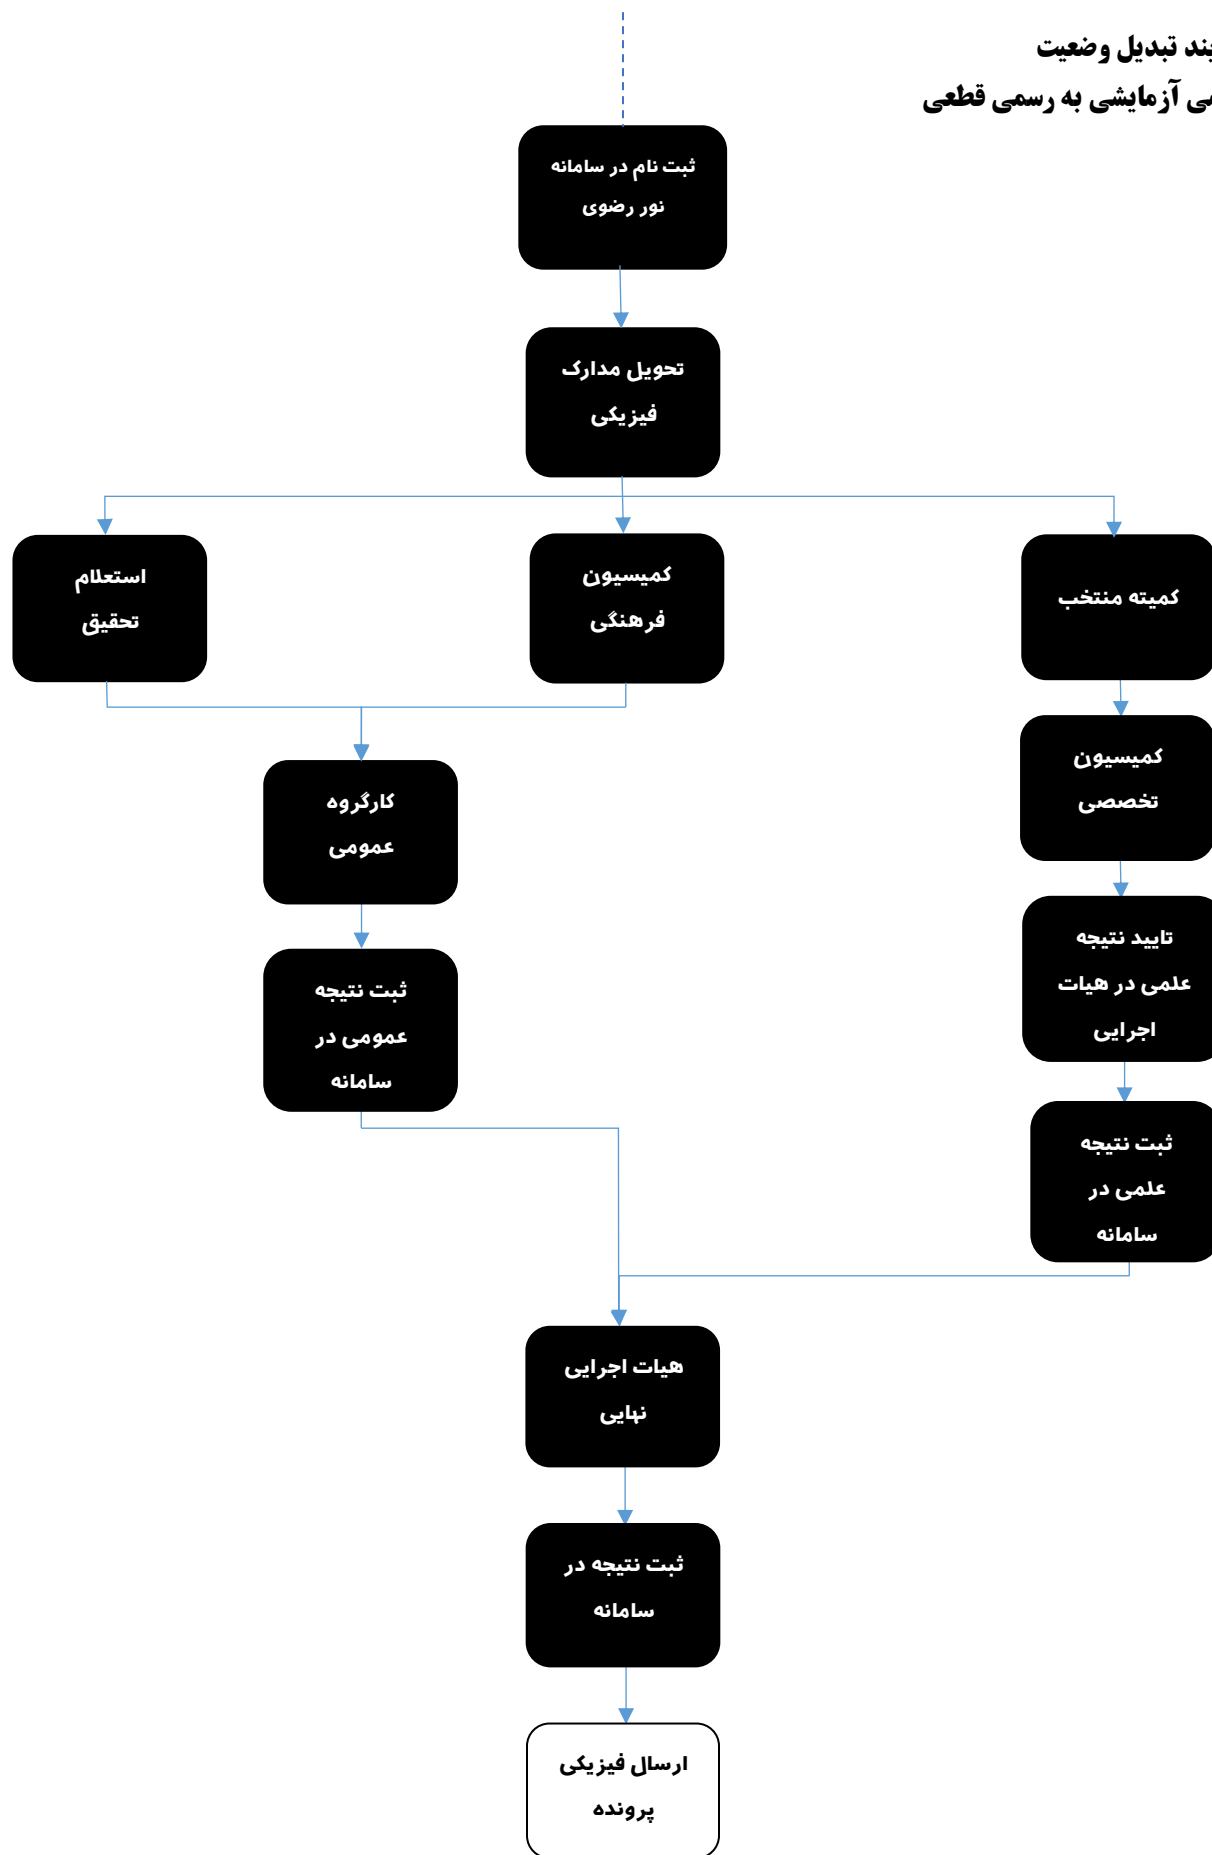 تبدیل وضعیت
آزمایشی به رسمی قطعی
ثبت نام در سامانه
نور رضوی
تحویل مدارک
فیزیکی
کمیته منتخب
کمیسیون
فرهنگی
استعلام
تحقیق
کمیسیون
تخصصی
کارگروه
عمومی
تایید نتیجه
علمی در هیات
اجرایی
ثبت نتیجه
عمومی در
سامانه
ثبت نتیجه
علمی در
سامانه
هیات اجرایی
نهایی
ثبت نتیجه در
سامانه
ارسال فیزیکی
پرونده